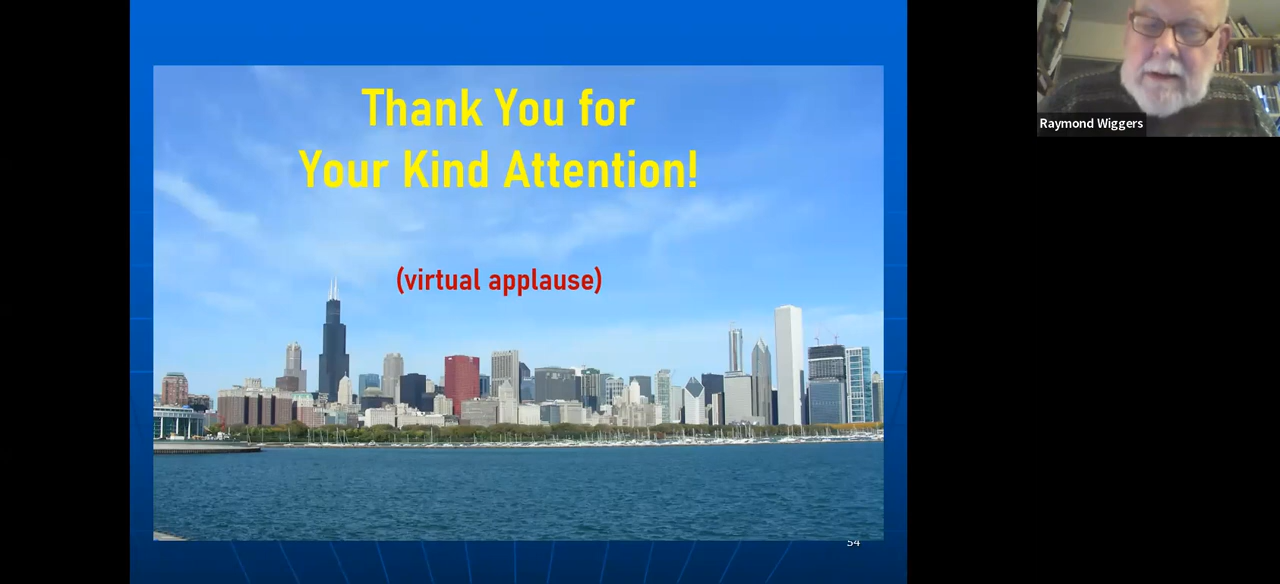 Thank You for
Your Kind Attention!
(virtual applause)
54
Raymond Wiggers